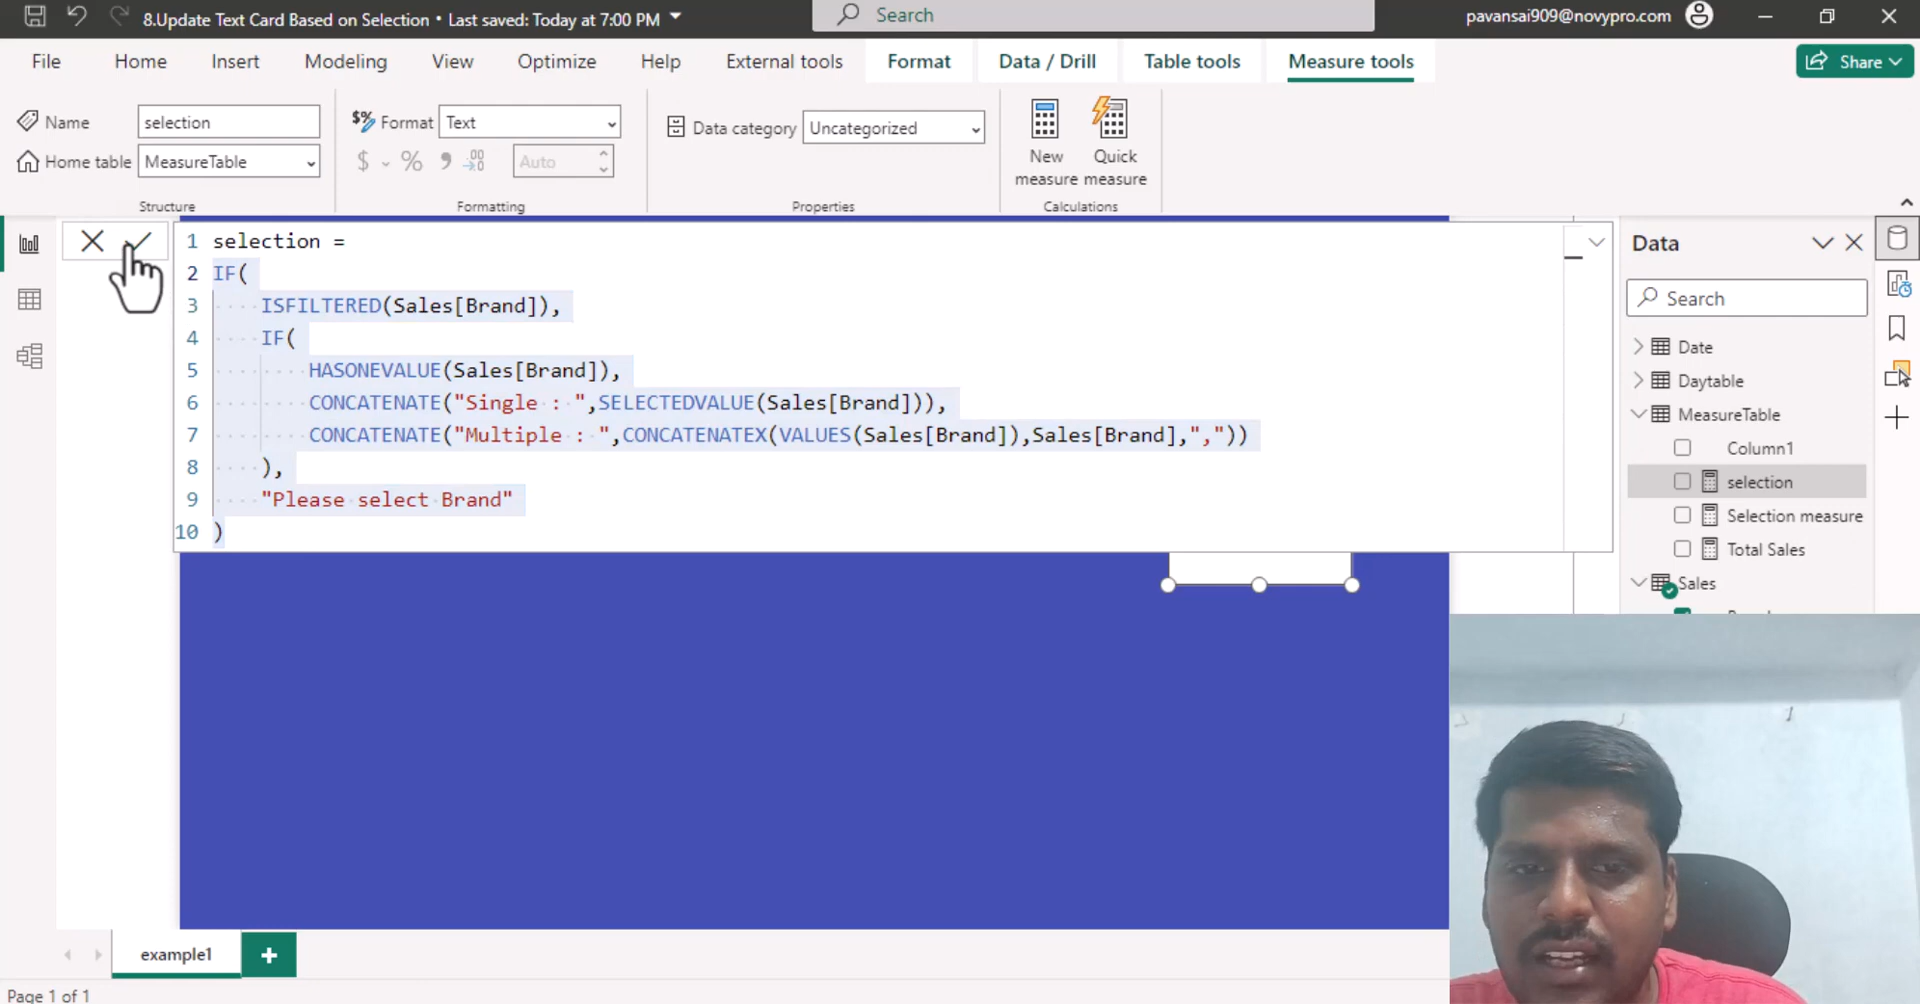 8.Update Text Card Based on Selection • Last saved: Today at 7:00 PM
Search
pavansai909@novypro.com
File Home Insert Modeling View Optimize Help External tools Format Data / Drill Table tools Measure tools
Share
Name selection
Format Text
Data category Uncategorized
New measure
Quick measure
Home table MeasureTable
$ % 9 .00 Auto
Structure Formatting Properties Calculations
1 selection =
2 IF(
3 ISFILTERED(Sales[Brand]),
4 IF(
5 HASONEVALUE(Sales[Brand]),
6 CONCATENATE("Single : ",SELECTEDVALUE(Sales[Brand])),
7 CONCATENATE("Multiple : ",CONCATENATEX(VALUES(Sales[Brand]),Sales[Brand],","))
8 ),
9 "Please select Brand"
10 )
Data
Search
Date
Daytable
MeasureTable
Column1
selection
Selection measure
Total Sales
Sales
example1
Page 1 of 1